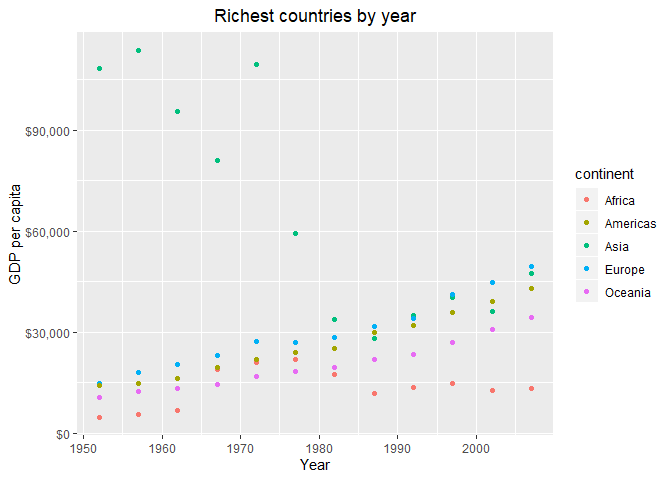 Richest countries by year
GDP per capita
$90,000
$60,000
$30,000
$0
1950 1960 1970 1980 1990 2000
Year
continent
Africa
Americas
Asia
Europe
Oceania